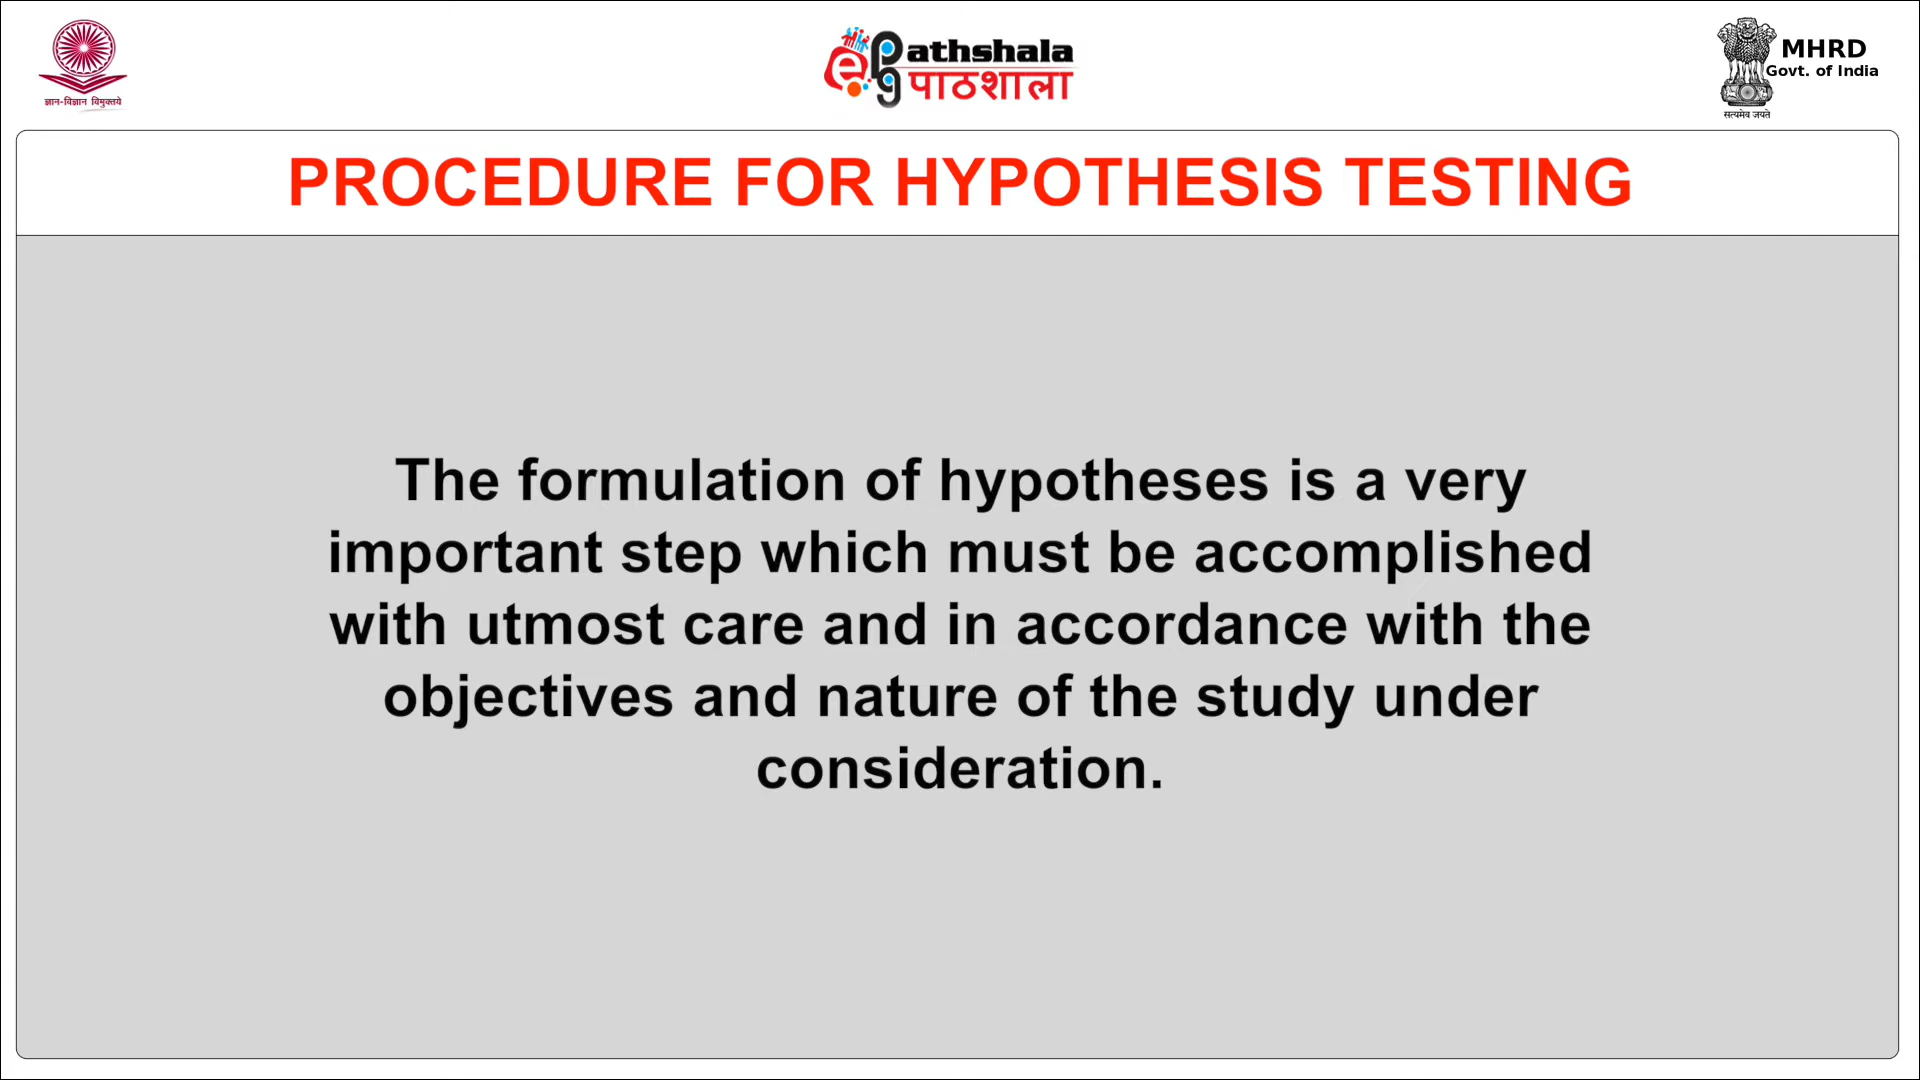 ज्ञान-विज्ञान विमुक्तये
ePGathshala
पाठशाला
MHRD
Govt. of India
सत्यमेव जयते
PROCEDURE FOR HYPOTHESIS TESTING
The formulation of hypotheses is a very
important step which must be accomplished
with utmost care and in accordance with the
objectives and nature of the study under
consideration.